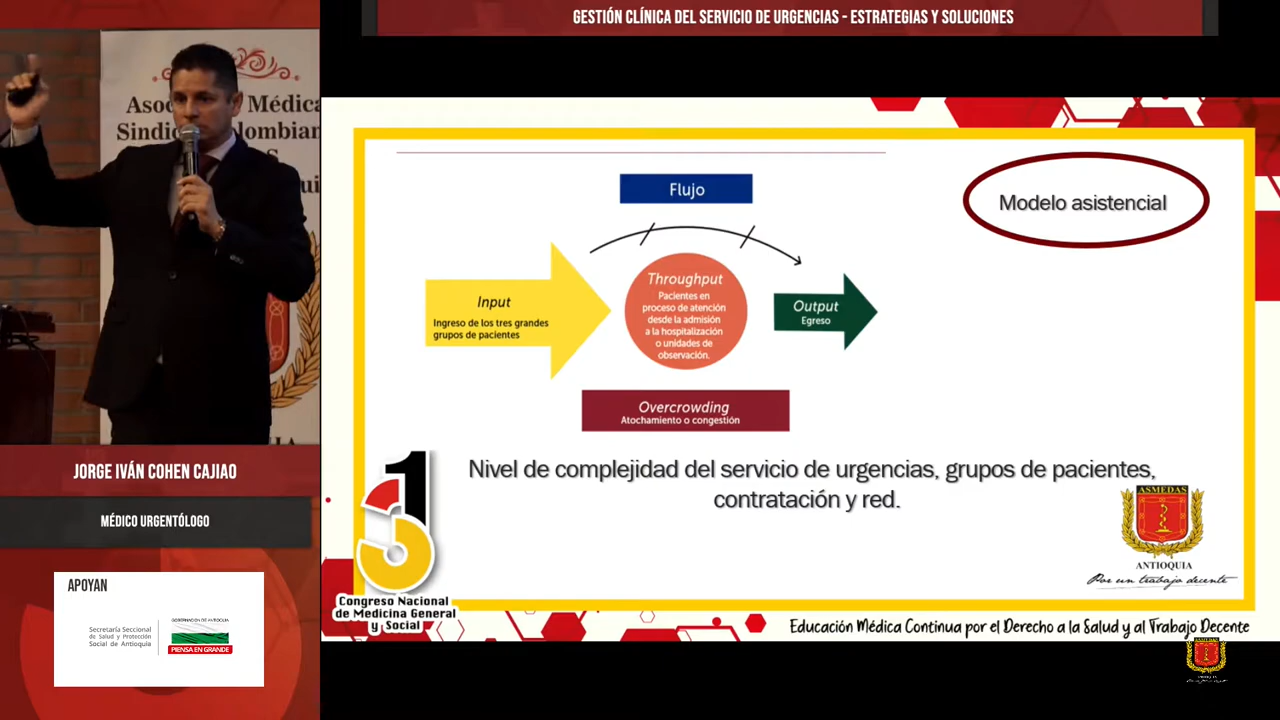 GESTIÓN CLÍNICA DEL SERVICIO DE URGENCIAS - ESTRATEGIAS Y SOLUCIONES
Médica
Sindic
JORGE IVÁN COHEN CAJIAO
MÉDICO URGENTÓLOGO
APOYAN
Secretaría Seccional
de Salud y Protección
Social de Antioquia
GOBERNACIÓN DE ANTIOQUIA
PIENSA EN GRANDE
Modelo asistencial
Flujo
Input
Ingreso de los tres grandes
grupos de pacientes
Throughput
Pacientes en
proceso de atención
desde la admisión
a la hospitalización
o unidades de
observación.
Output
Egreso
Overcrowding
Atochamiento o congestión
Nivel de complejidad del servicio de urgencias, grupos de pacientes,
contratación y red.
13
Congreso Nacional
de Medicina General
y Social
ASMEDAS
ANTIOQUIA
Por un trabajo decente
Educación Médica Continua por el Derecho a la Salud y al Trabajo Decente